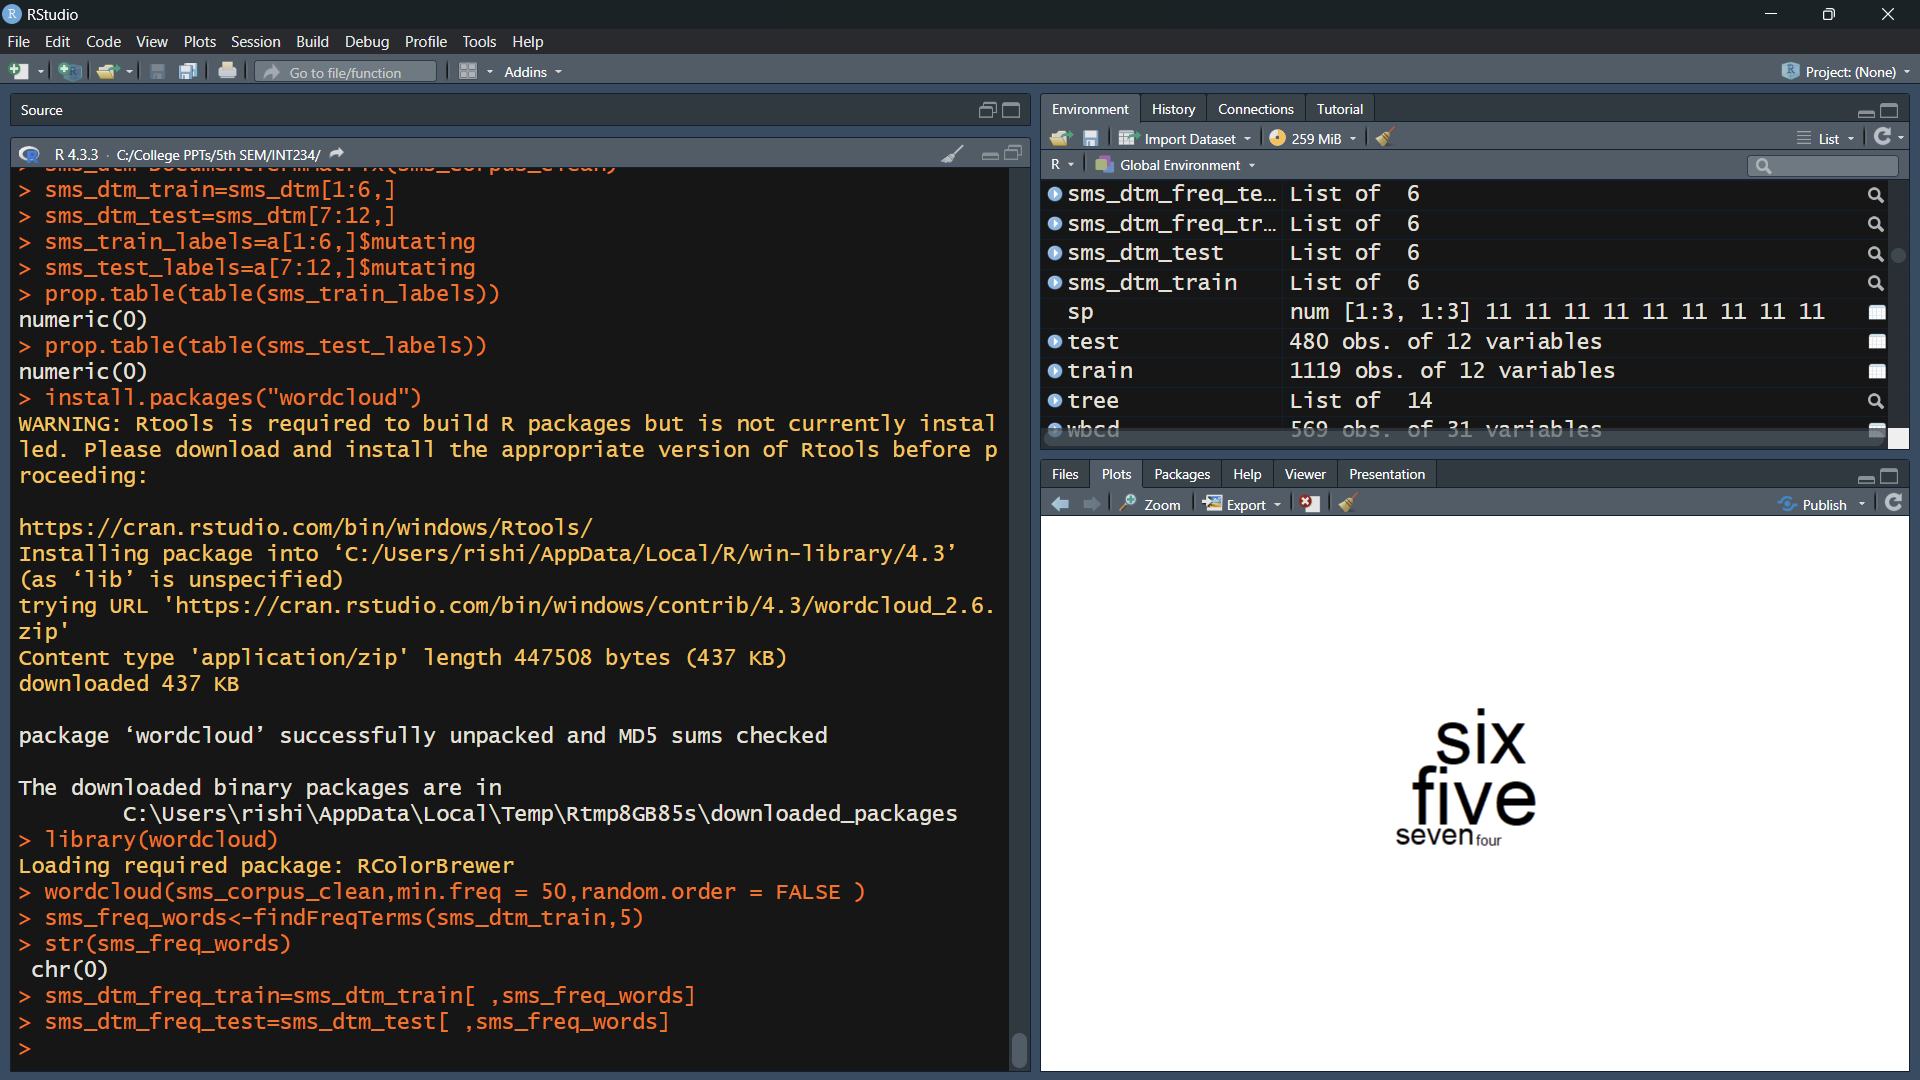 RStudio
File Edit Code View Plots Session Build Debug Profile Tools Help
Go to file/function Addins Project: (None)
Source
R 4.3.3 · C:/College PPTs/5th SEM/INT234/
> sms_dtm_train=sms_dtm[1:6,]
> sms_dtm_test=sms_dtm[7:12,]
> sms_train_labels=a[1:6,]$mutating
> sms_test_labels=a[7:12,]$mutating
> prop.table(table(sms_train_labels))
numeric(0)
> prop.table(table(sms_test_labels))
numeric(0)
> install.packages("wordcloud")
WARNING: Rtools is required to build R packages but is not currently instal
led. Please download and install the appropriate version of Rtools before p
roceeding:
https://cran.rstudio.com/bin/windows/Rtools/
Installing package into ‘C:/Users/rishi/AppData/Local/R/win-library/4.3’
(as ‘lib’ is unspecified)
trying URL 'https://cran.rstudio.com/bin/windows/contrib/4.3/wordcloud_2.6.
zip'
Content type 'application/zip' length 447508 bytes (437 KB)
downloaded 437 KB
package ‘wordcloud’ successfully unpacked and MD5 sums checked
The downloaded binary packages are in
C:\Users\rishi\AppData\Local\Temp\Rtmp8GB85s\downloaded_packages
> library(wordcloud)
Loading required package: RColorBrewer
> wordcloud(sms_corpus_clean,min.freq = 50,random.order = FALSE )
> sms_freq_words<-findFreqTerms(sms_dtm_train,5)
> str(sms_freq_words)
chr(0)
> sms_dtm_freq_train=sms_dtm_train[ ,sms_freq_words]
> sms_dtm_freq_test=sms_dtm_test[ ,sms_freq_words]
>
Environment History Connections Tutorial
Import Dataset 259 MiB List
R Global Environment
sms_dtm_freq_te… List of 6
sms_dtm_freq_tr… List of 6
sms_dtm_test List of 6
sms_dtm_train List of 6
sp num [1:3, 1:3] 11 11 11 11 11 11 11 11 11
test 480 obs. of 12 variables
train 1119 obs. of 12 variables
tree List of 14
wbcd 569 obs. of 31 variables
Files Plots Packages Help Viewer Presentation
Zoom Export Publish
six
five
seven four